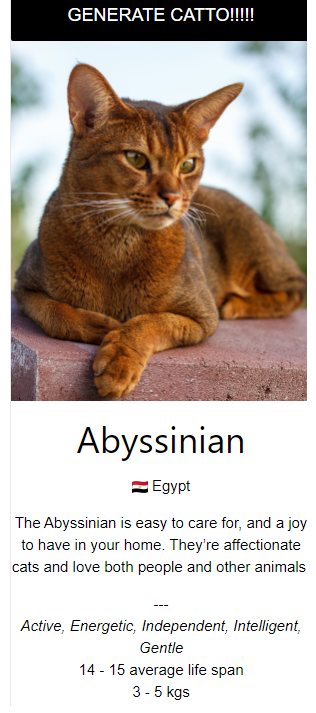 GENERATE CATTO!!!!!
Abyssinian
🇪🇬 Egypt
The Abyssinian is easy to care for, and a joy
to have in your home. They’re affectionate
cats and love both people and other animals
---
Active, Energetic, Independent, Intelligent,
Gentle
14 - 15 average life span
3 - 5 kgs